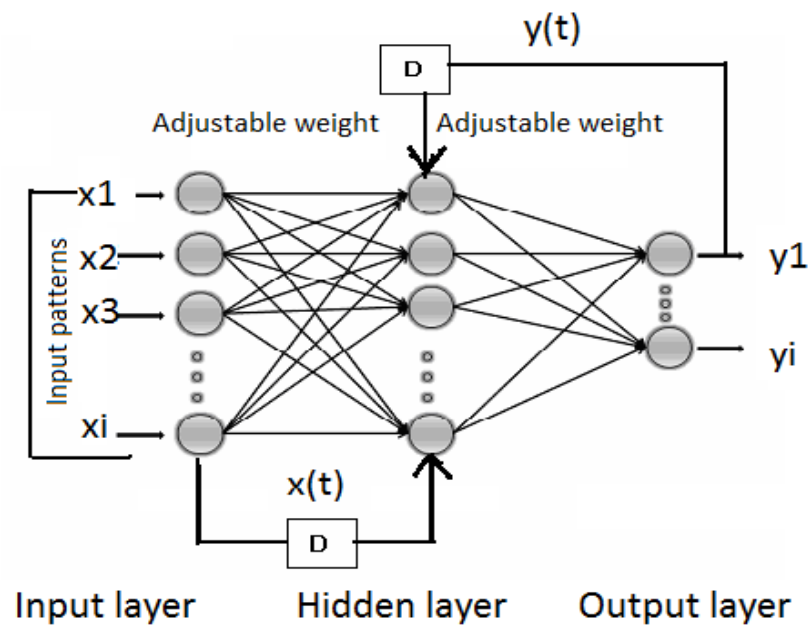 y(t)
D
Adjustable weight
Adjustable weight
x1
x2
x3
xi
Input patterns
y1
yi
x(t)
D
Input layer
Hidden layer
Output layer